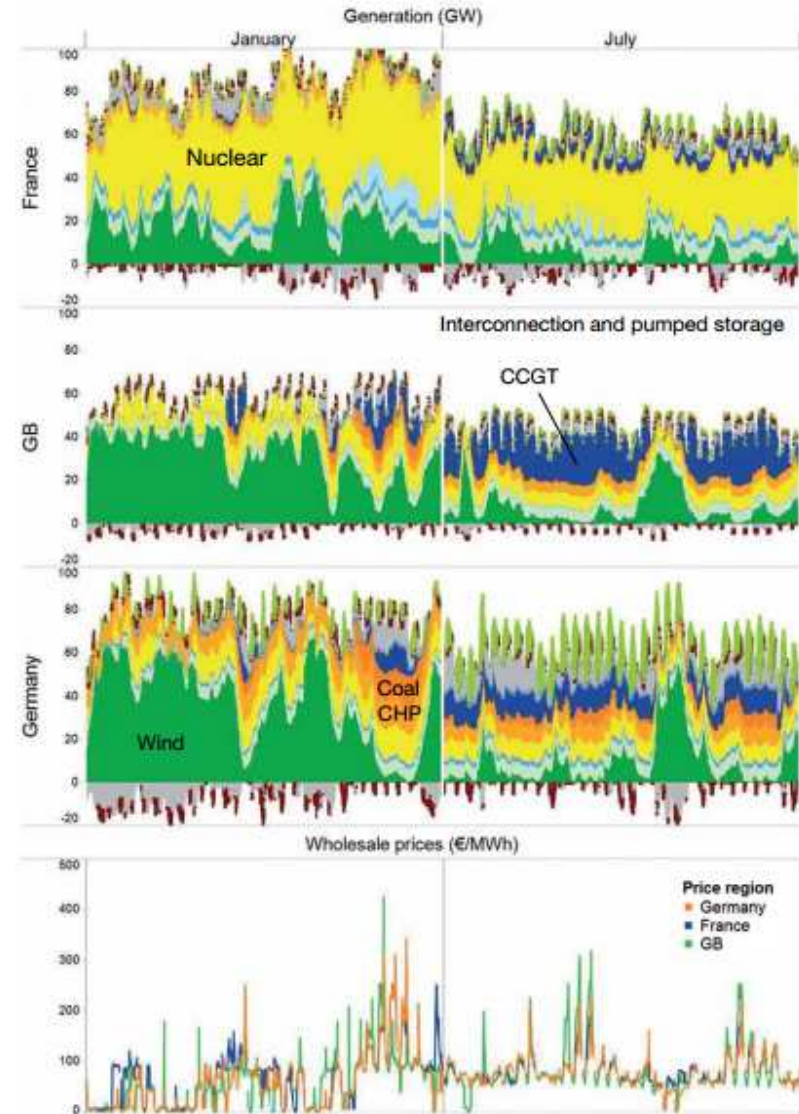 Generation (GW)
January July
France
100
80
60
40
20
0
-20
Nuclear
GB
100
80
60
40
20
0
-20
Interconnection and pumped storage
CCGT
Germany
100
80
60
40
20
0
-20
Wind
Coal
CHP
Wholesale prices (€/MWh)
500
400
300
200
100
0
Price region
Germany
France
GB